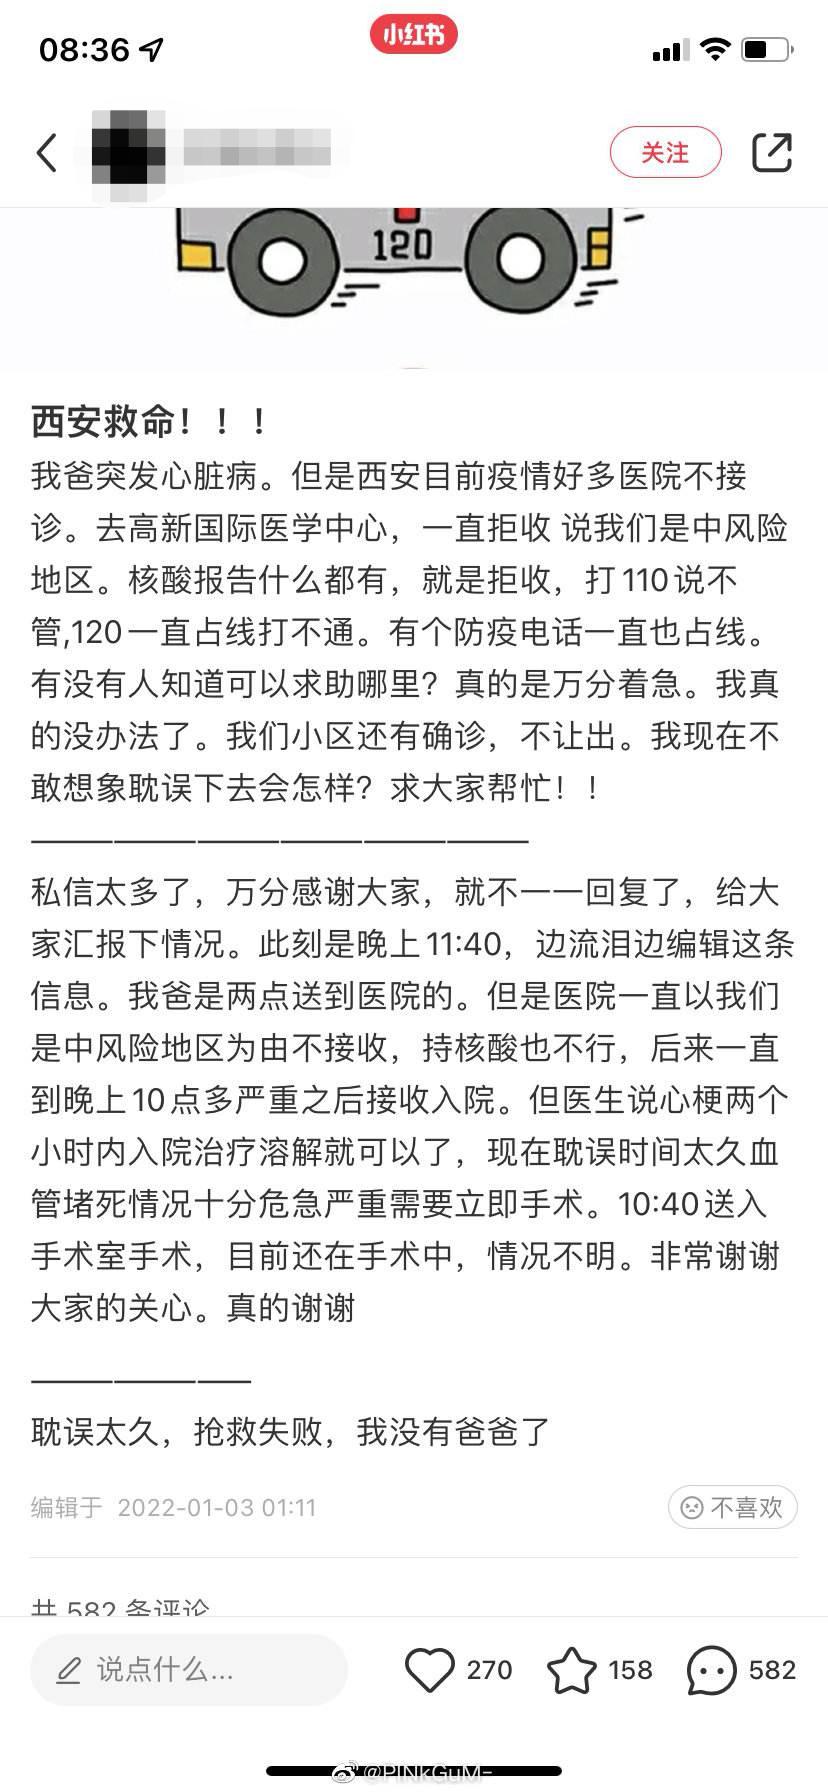 08:36
小红书
关注
120
西安救命！！！
我爸突发心脏病。但是西安目前疫情好多医院不接
诊。去高新国际医学中心，一直拒收 说我们是中风险
地区。核酸报告什么都有，就是拒收，打110说不
管,120一直占线打不通。有个防疫电话一直也占线。
有没有人知道可以求助哪里？真的是万分着急。我真
的没办法了。我们小区还有确诊，不让出。我现在不
敢想象耽误下去会怎样？求大家帮忙！！
——————————————————
私信太多了，万分感谢大家，就不一一回复了，给大
家汇报下情况。此刻是晚上11:40，边流泪边编辑这条
信息。我爸是两点送到医院的。但是医院一直以我们
是中风险地区为由不接收，持核酸也不行，后来一直
到晚上10点多严重之后接收入院。但医生说心梗两个
小时内入院治疗溶解就可以了，现在耽误时间太久血
管堵死情况十分危急严重需要立即手术。10:40送入
手术室手术，目前还在手术中，情况不明。非常谢谢
大家的关心。真的谢谢
————————
耽误太久，抢救失败，我没有爸爸了
编辑于 2022-01-03 01:11
不喜欢
共 582 条评论
说点什么...
270
158
582
@PINkGuM-